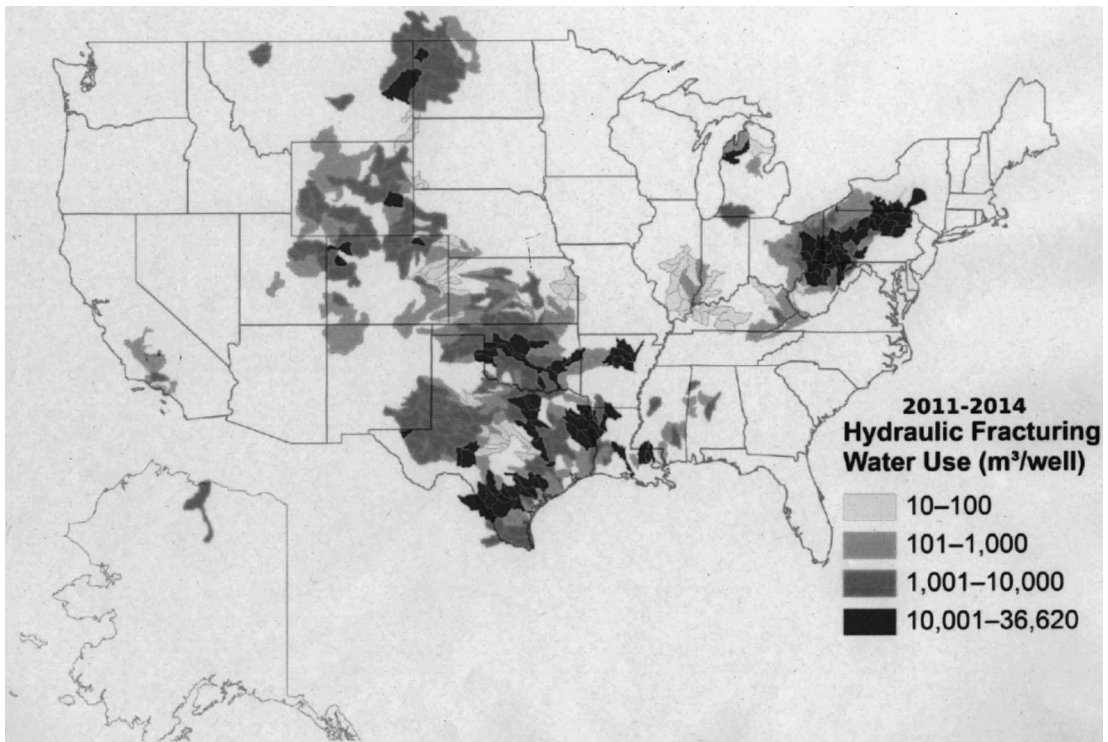 2011-2014
Hydraulic Fracturing
Water Use (m³/well)
10–100
101–1,000
1,001–10,000
10,001–36,620